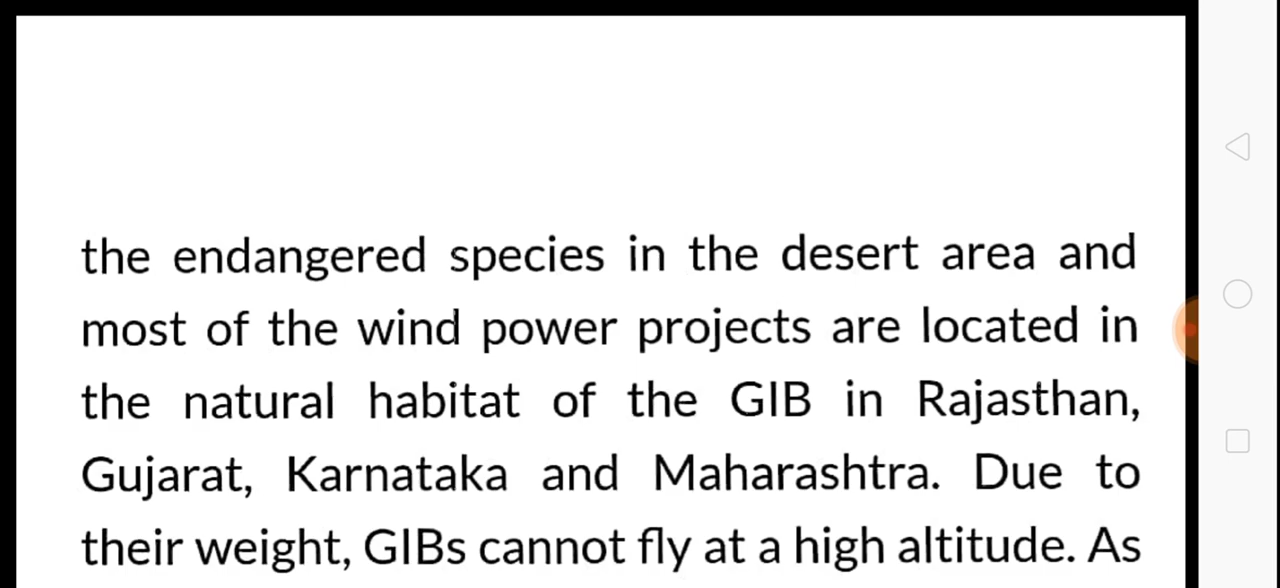 the endangered species in the desert area and
most of the wind power projects are located in
the natural habitat of the GIB in Rajasthan,
Gujarat, Karnataka and Maharashtra. Due to
their weight, GIBs cannot fly at a high altitude. As